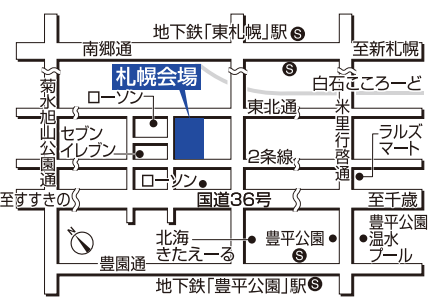 地下鉄「東札幌」駅 S
南郷通
至新札幌
S
札幌会場
白石こころーど
ローソン
東北通
菊水旭山公園通
米里行啓通
セブン
イレブン
ラルズ
マート
2条線
ローソン
至すすきの
国道36号
至千歳
N
北海
きたえーる
豊平公園
豊平公園
温水
プール
S
豊園通
地下鉄「豊平公園」駅 S